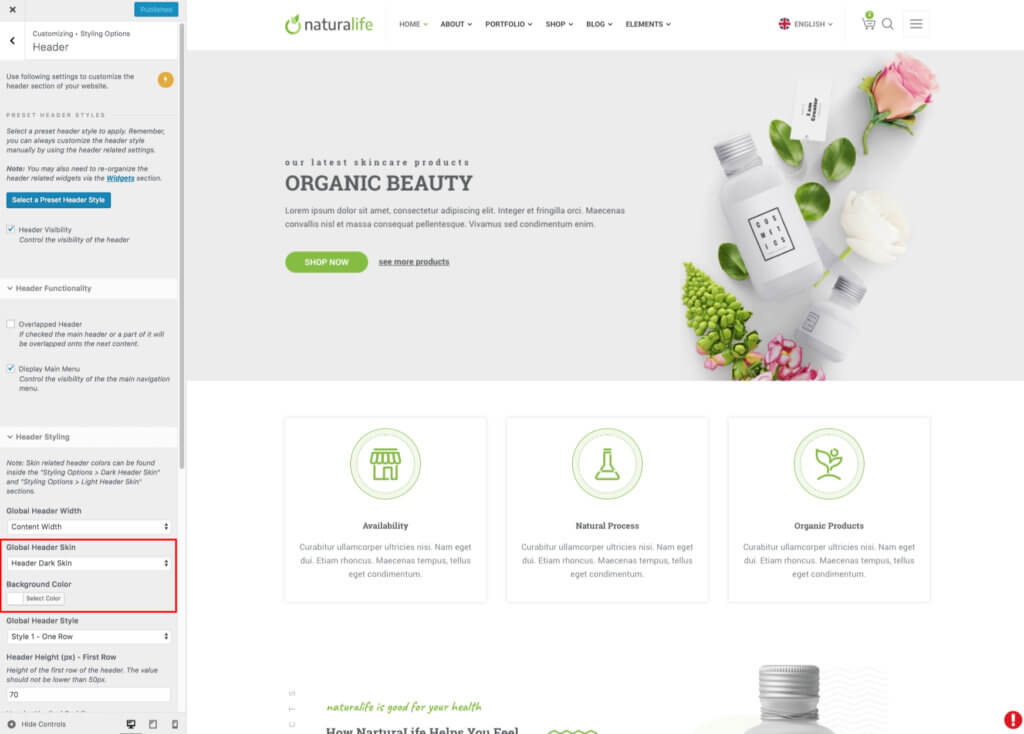 Published
Customizing ▸ Styling Options
Header
Use following settings to customize the
header section of your website.
PRESET HEADER STYLES
Select a preset header style to apply. Remember,
you can always customize the header style
manually by using the header related settings.
Note: You may also need to re-organize the
header related widgets via the Widgets section.
Select a Preset Header Style
Header Visibility
Control the visibility of the header
Header Functionality
Overlapped Header
If checked the main header or a part of it will
be overlapped onto the next content.
Display Main Menu
Control the visibility of the the main navigation
menu.
Header Styling
Note: Skin related header colors can be found
inside the "Styling Options > Dark Header Skin"
and "Styling Options > Light Header Skin"
sections.
Global Header Width
Content Width
Global Header Skin
Header Dark Skin
Background Color
Select Color
Global Header Style
Style 1 - One Row
Header Height (px) - First Row
Height of the first row of the header. The value
should not be lower than 50px.
70
Hide Controls
naturalife
HOME ABOUT PORTFOLIO SHOP BLOG ELEMENTS
ENGLISH
our latest skincare products
ORGANIC BEAUTY
Lorem ipsum dolor sit amet, consectetur adipiscing elit. Integer et fringilla orci. Maecenas
convallis nisl et massa consequat pellentesque. Vivamus sed condimentum enim.
SHOP NOW see more products
I am
Creator
COS
MET
ICS
Availability
Curabitur ullamcorper ultricies nisi. Nam eget
dui. Etiam rhoncus. Maecenas tempus, tellus
eget condimentum.
Natural Process
Curabitur ullamcorper ultricies nisi. Nam eget
dui. Etiam rhoncus. Maecenas tempus, tellus
eget condimentum.
Organic Products
Curabitur ullamcorper ultricies nisi. Nam eget
dui. Etiam rhoncus. Maecenas tempus, tellus
eget condimentum.
CTS
naturalife is good for your health
How NarturaLife Helps You Feel